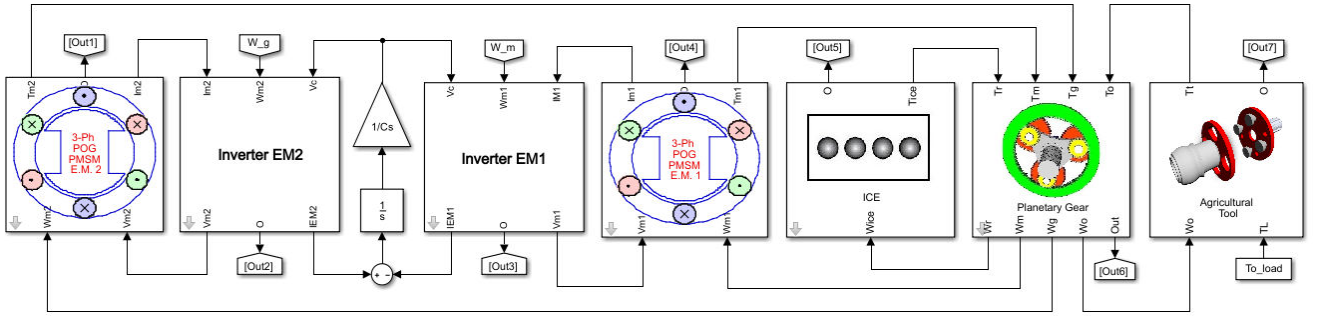 [Out1]
W_g
W_m
[Out4]
[Out5]
[Out7]
Tm2
O
Im2
Im2
Wm2
Vc
Vc
Wm1
IM1
Im1
O
Tm1
O
Tice
Tr
Tm
Tg
To
Tt
O
3-Ph
POG
PMSM
E.M. 2
Inverter EM2
1/Cs
Inverter EM1
3-Ph
POG
PMSM
E.M. 1
ICE
Planetary Gear
Agricultural
Tool
1
s
Wm2
Vm2
Vm2
O
IEM2
IEM1
O
Vm1
Vm1
Wm1
Wice
Wr
Wm
Wg
Wo
Out
Wo
TL
[Out2]
+ -
[Out3]
[Out6]
To_load